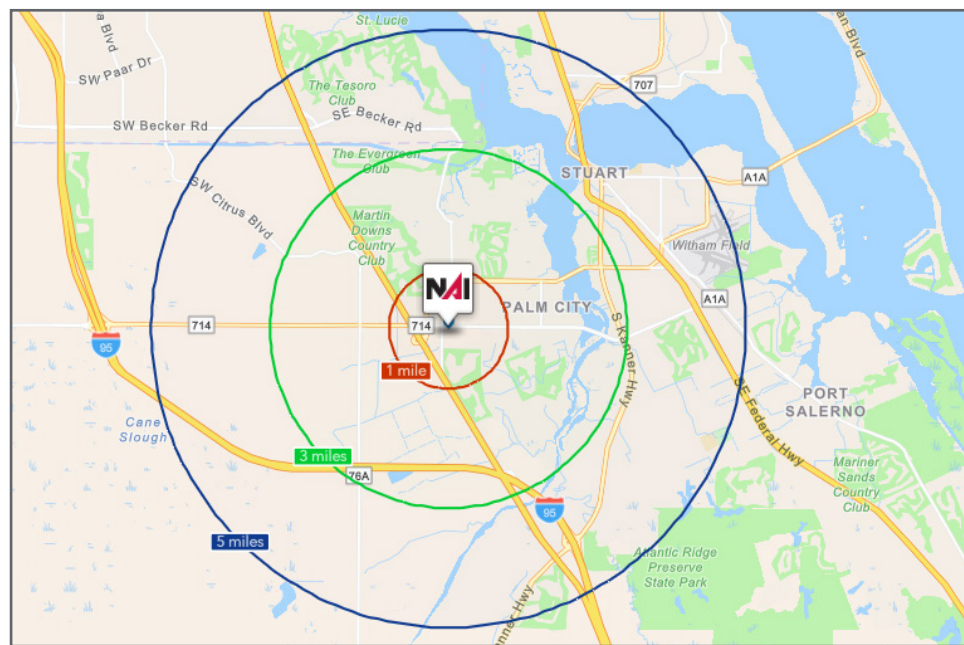 St. Lucie
Blvd
SW Paar Dr
The Tesoro
Club
SE Becker Rd
SW Becker Rd
707
The Evergreen
Club
STUART
A1A
SW Citrus Blvd
Martin
Downs
Country
Club
Witham Field
NAI
PALM CITY
A1A
714
714
S Kanner Hwy
95
1 mile
SE Federal Hwy
PORT
SALERNO
Cane
Slough
3 miles
76A
Mariner
Sands
Country
Club
95
5 miles
Atlantic Ridge
Preserve
State Park
Hwy